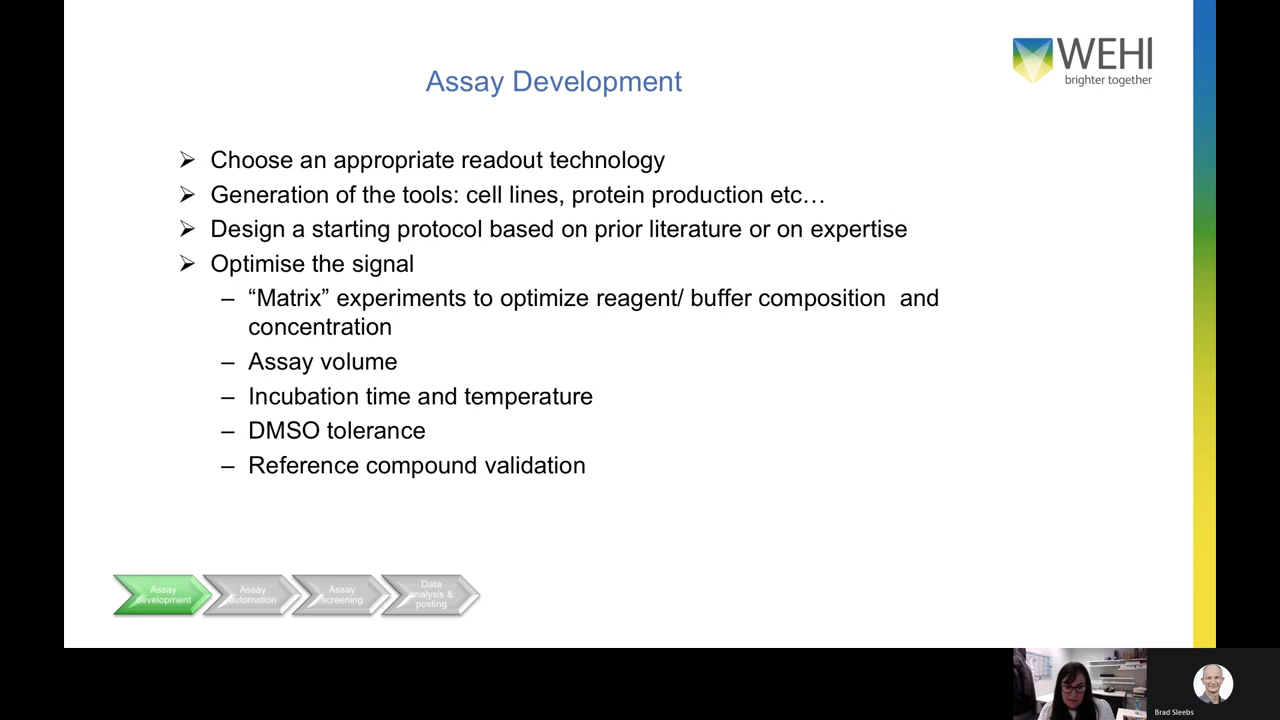 WEHI
brighter together
Assay Development
➢ Choose an appropriate readout technology
➢ Generation of the tools: cell lines, protein production etc…
➢ Design a starting protocol based on prior literature or on expertise
➢ Optimise the signal
– “Matrix” experiments to optimize reagent/ buffer composition and
concentration
– Assay volume
– Incubation time and temperature
– DMSO tolerance
– Reference compound validation
Assay
development
Assay
automation
Assay
screening
Data
analysis &
posting
Brad Sleebs